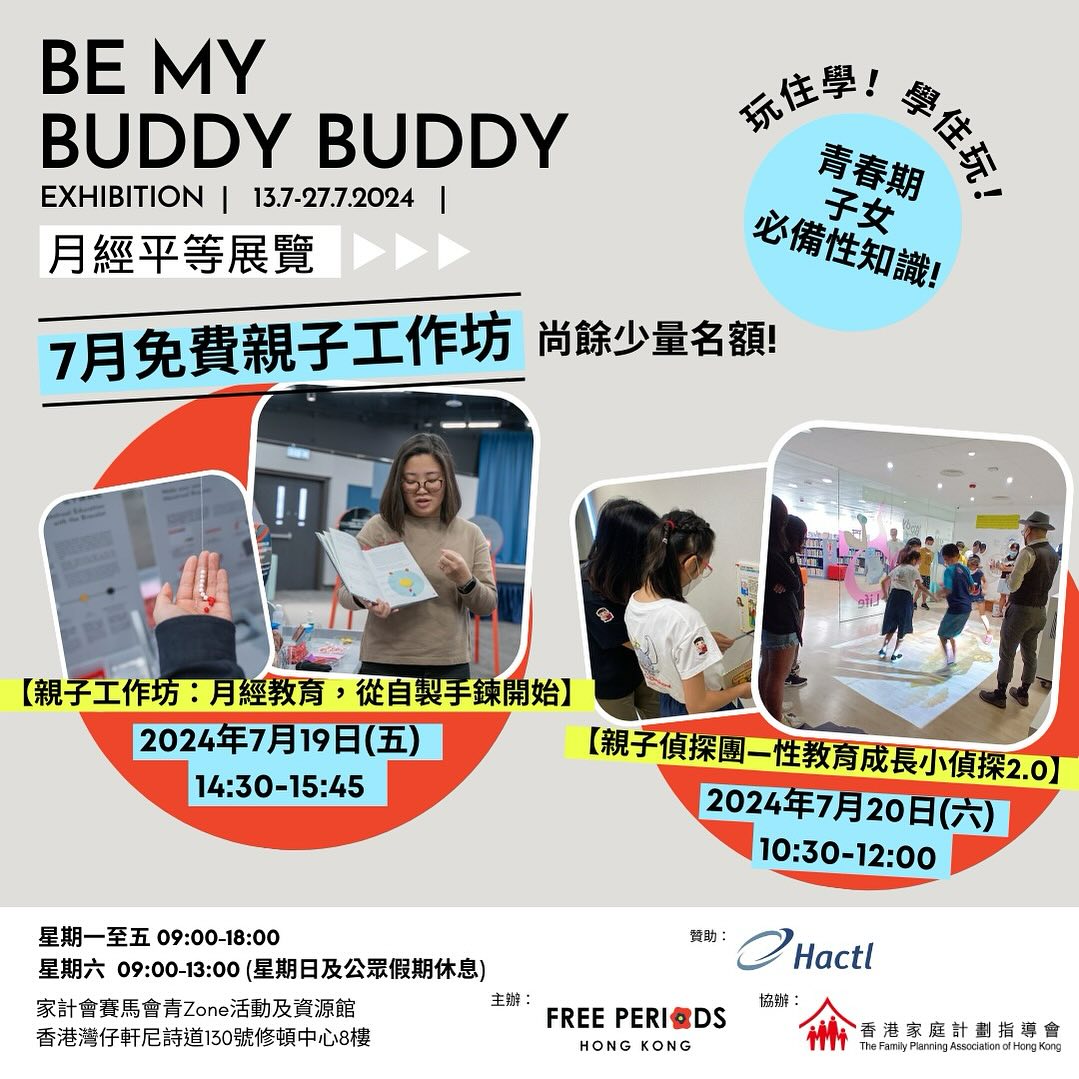 BE MY
BUDDY BUDDY
EXHIBITION | 13.7-27.7.2024 |
月經平等展覽
玩住學！學住玩！
青春期
子女
必備性知識!
7月免費親子工作坊
尚餘少量名額!
【親子工作坊：月經教育，從自製手鍊開始】
2024年7月19日(五)
14:30-15:45
Life
【親子偵探團—性教育成長小偵探2.0】
2024年7月20日(六)
10:30-12:00
星期一至五 09:00-18:00
星期六 09:00-13:00 (星期日及公眾假期休息)
家計會賽馬會青Zone活動及資源館
香港灣仔軒尼詩道130號修頓中心8樓
贊助：
Hactl
主辦：
FREE PERIODS
HONG KONG
協辦：
香港家庭計劃指導會
The Family Planning Association of Hong Kong